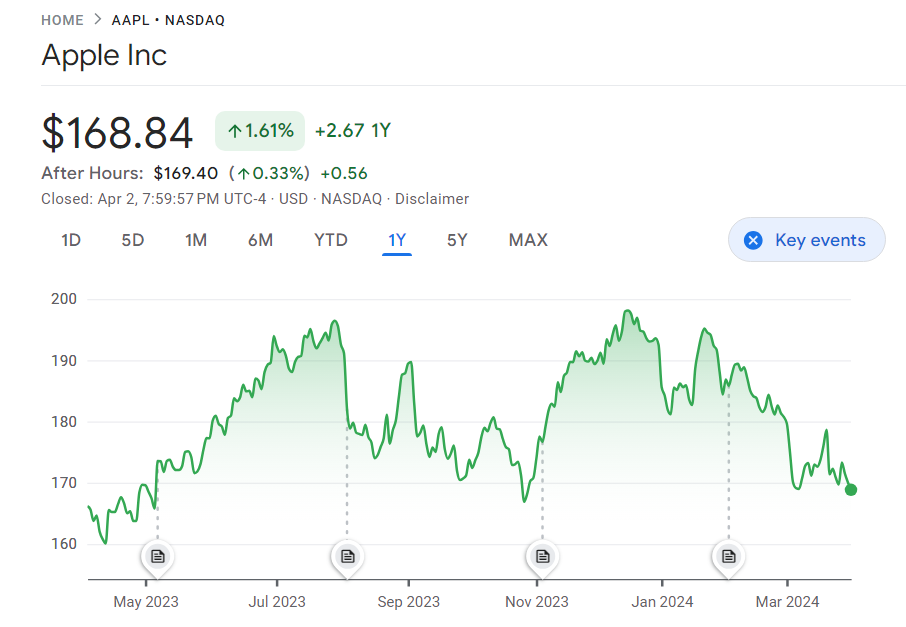 HOME > AAPL • NASDAQ
Apple Inc
$168.84 ↑1.61% +2.67 1Y
After Hours: $169.40 (↑0.33%) +0.56
Closed: Apr 2, 7:59:57 PM UTC-4 · USD · NASDAQ · Disclaimer
1D 5D 1M 6M YTD 1Y 5Y MAX Key events
200
190
180
170
160
May 2023 Jul 2023 Sep 2023 Nov 2023 Jan 2024 Mar 2024